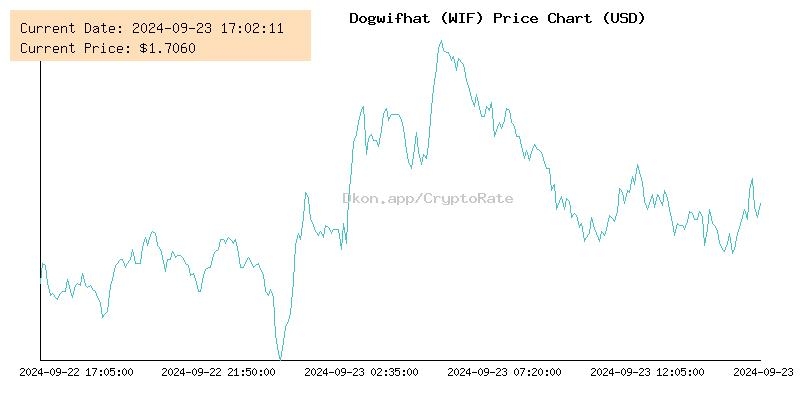 Dogwifhat (WIF) Price Chart (USD)
Current Date: 2024-09-23 17:02:11
Current Price: $1.7060
Dkon.app/CryptoRate
2024-09-22 17:05:00 2024-09-22 21:50:00 2024-09-23 02:35:00 2024-09-23 07:20:00 2024-09-23 12:05:00 2024-09-23